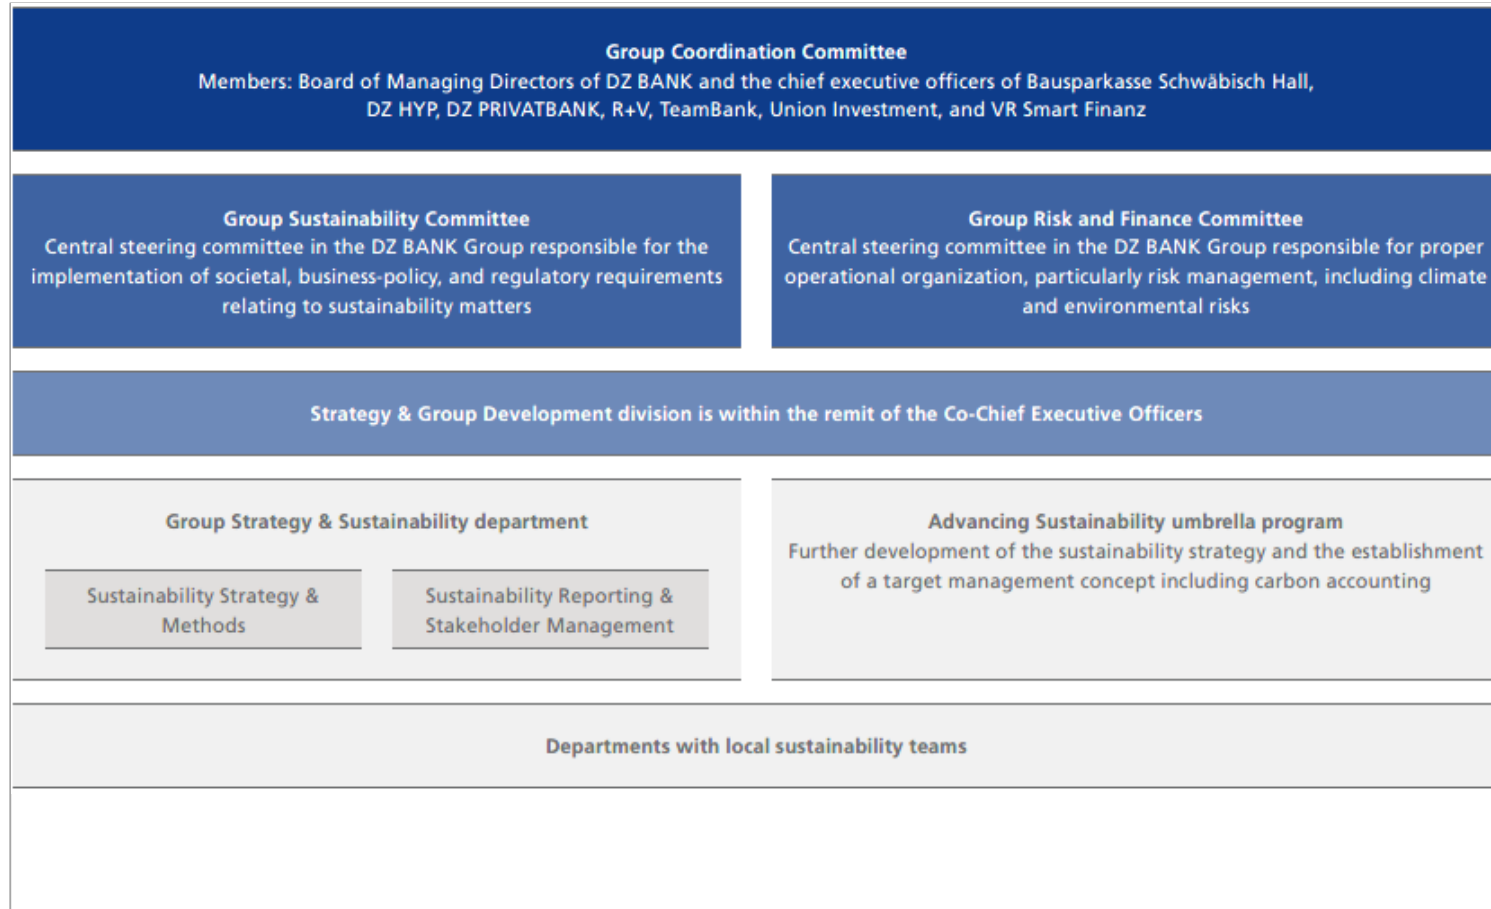 Group Coordination Committee
Members: Board of Managing Directors of DZ BANK and the chief executive officers of Bausparkasse Schwäbisch Hall,
DZ HYP, DZ PRIVATBANK, R+V, TeamBank, Union Investment, and VR Smart Finanz
Group Sustainability Committee
Central steering committee in the DZ BANK Group responsible for the
implementation of societal, business-policy, and regulatory requirements
relating to sustainability matters
Group Risk and Finance Committee
Central steering committee in the DZ BANK Group responsible for proper
operational organization, particularly risk management, including climate
and environmental risks
Strategy & Group Development division is within the remit of the Co-Chief Executive Officers
Group Strategy & Sustainability department
Sustainability Strategy &
Methods
Sustainability Reporting &
Stakeholder Management
Advancing Sustainability umbrella program
Further development of the sustainability strategy and the establishment
of a target management concept including carbon accounting
Departments with local sustainability teams